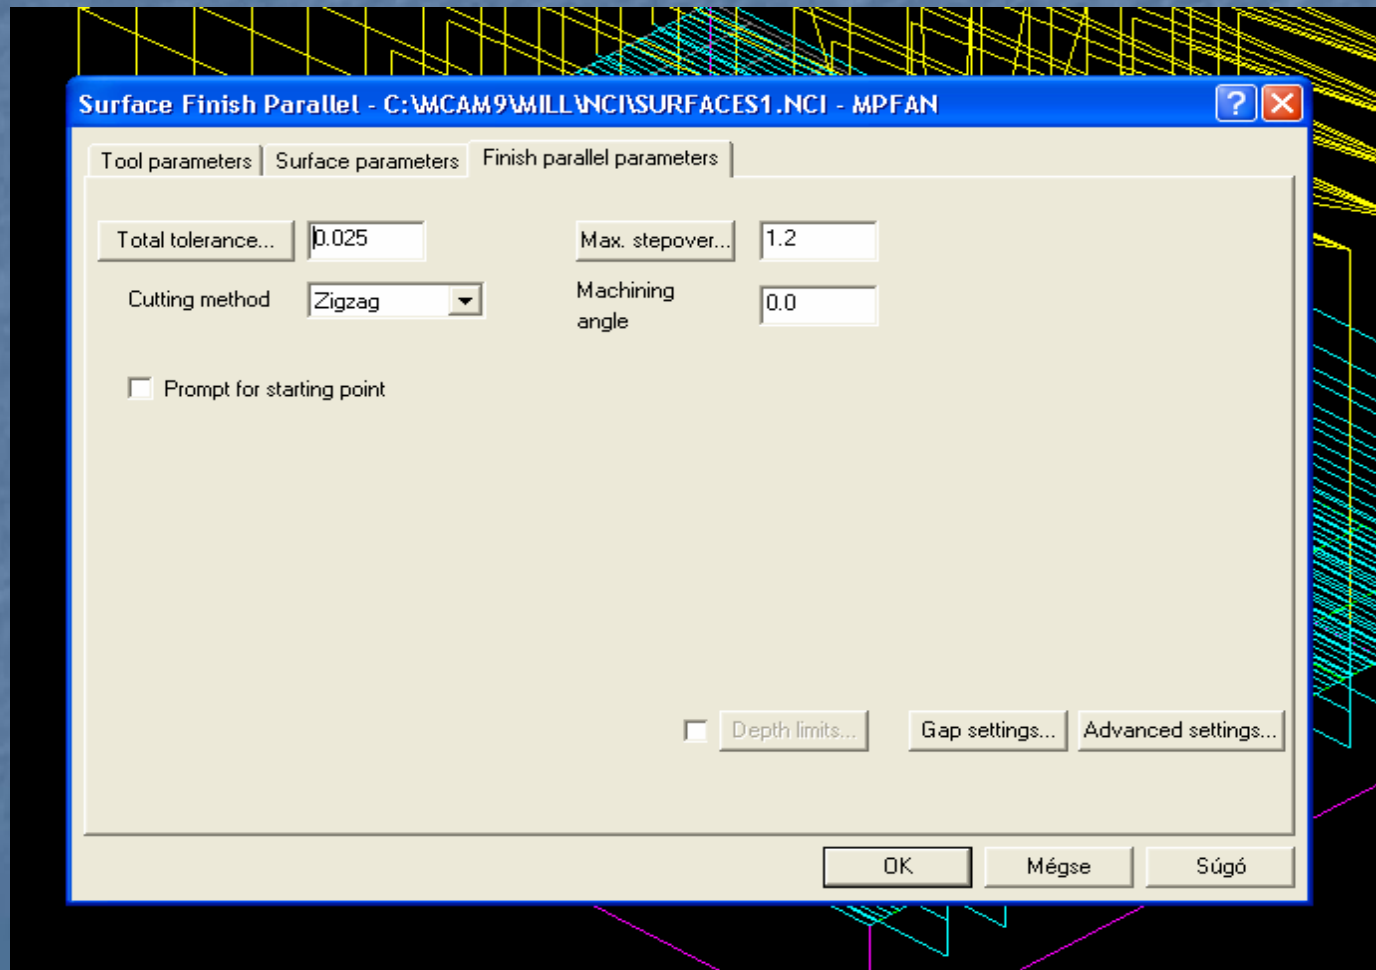 Surface Finish Parallel - C:\MCAM9\MILL\NCI\SURFACES1.NCI - MPFAN
Tool parameters Surface parameters Finish parallel parameters
Total tolerance... 0.025 Max. stepover... 1.2
Cutting method Zigzag Machining angle 0.0
Prompt for starting point
Depth limits... Gap settings... Advanced settings...
OK Mégse Súgó